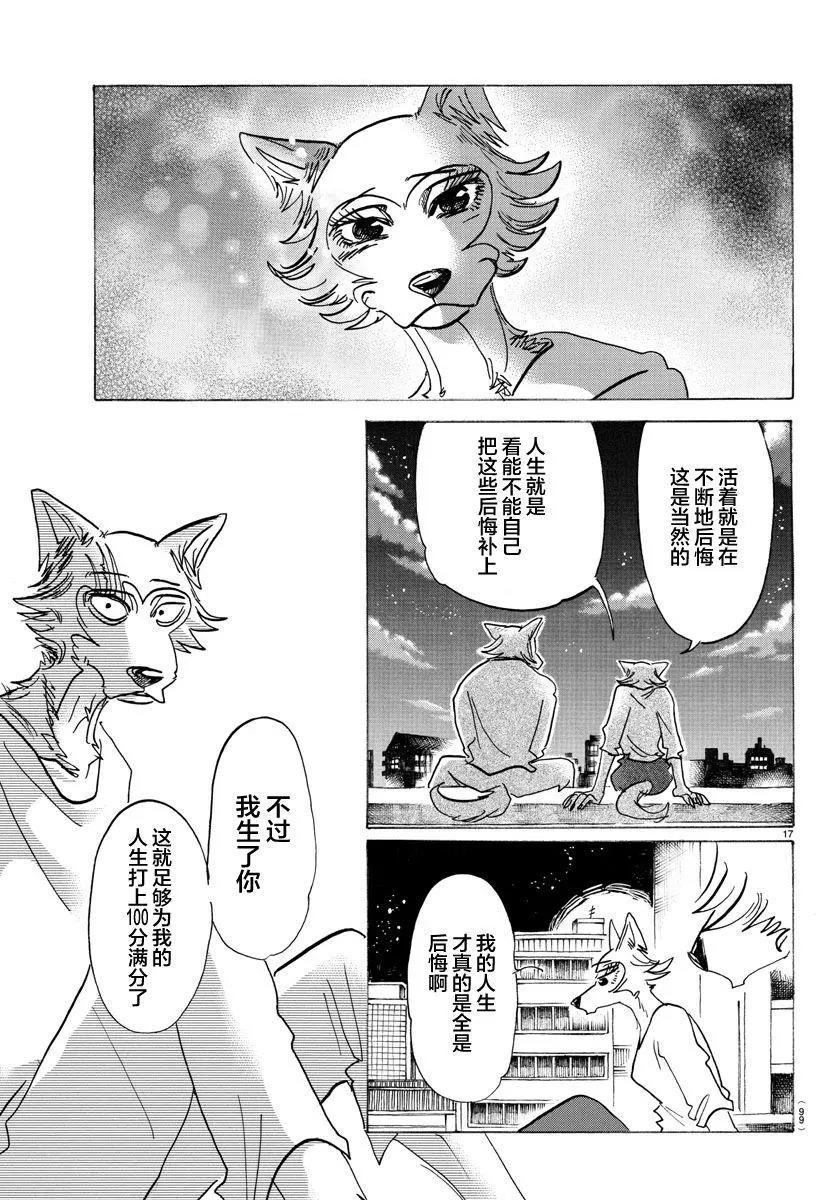 活着就是在
不断地后悔
这是当然的
人生就是
看能不能自己
把这些后悔补上
17
我的人生
才真的是全是
后悔啊
不过
我生了你
这就足够为我的
人生打上100分满分了
(99)